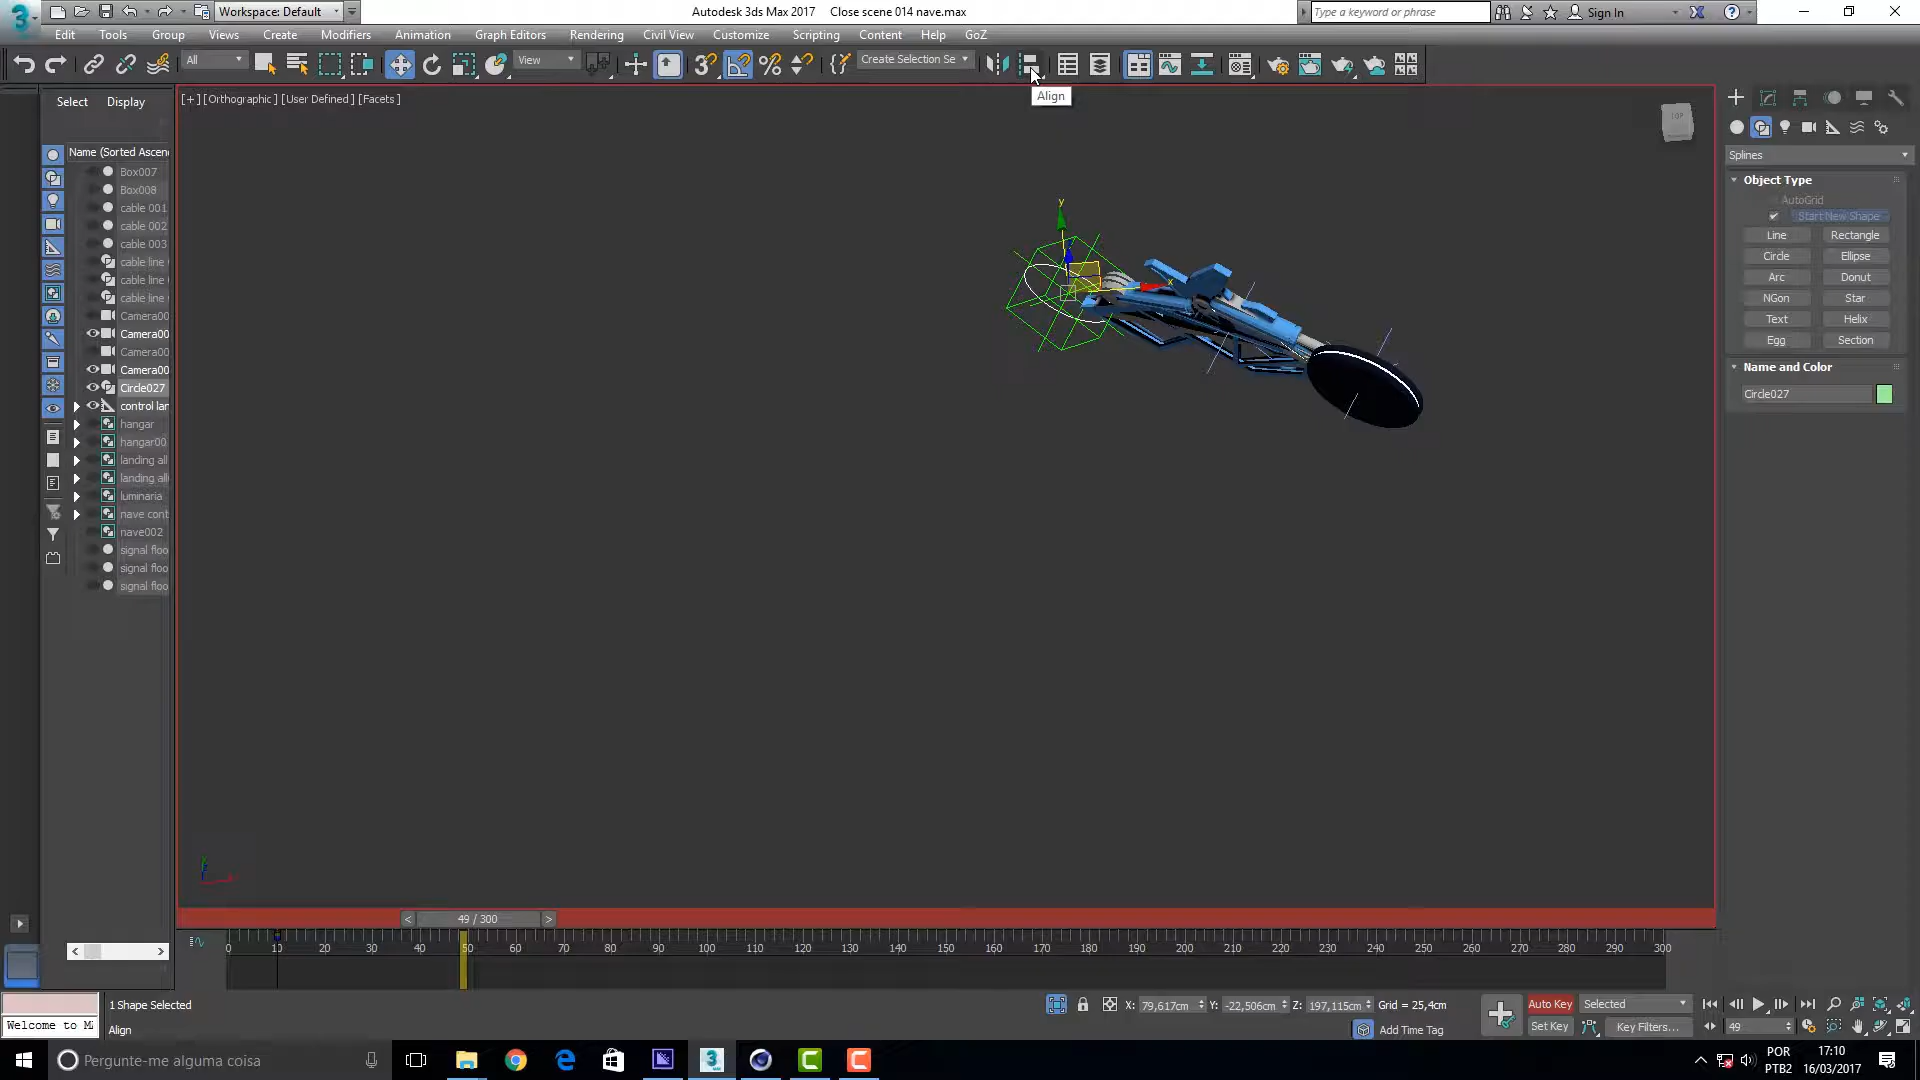 Workspace: Default
Autodesk 3ds Max 2017 Close scene 014 nave.max
Type a keyword or phrase
Sign In
Edit Tools Group Views Create Modifiers Animation Graph Editors Rendering Civil View Customize Scripting Content Help GoZ
All
View
Create Selection Se
Align
Select Display
[+] [Orthographic] [User Defined] [Facets]
TOP
Name (Sorted Ascen
Box007
Box008
cable 001
cable 002
cable 003
cable line
cable line
cable line
Camera00
Camera00
Camera00
Camera00
Circle027
control lan
hangar
hangar00
landing all
landing all
luminaria
nave cont
nave002
signal floo
signal floo
signal floo
y
x
Splines
Object Type
AutoGrid
Start New Shape
Line Rectangle
Circle Ellipse
Arc Donut
NGon Star
Text Helix
Egg Section
Name and Color
Circle027
< 49 / 300 >
0 10 20 30 40 50 60 70 80 90 100 110 120 130 140 150 160 170 180 190 200 210 220 230 240 250 260 270 280 290 300
1 Shape Selected
Welcome to M
Align
X: 79,617cm Y: -22,506cm Z: 197,115cm Grid = 25,4cm
Add Time Tag
Auto Key Selected
Set Key Key Filters...
49
Pergunte-me alguma coisa
POR
PTB2
17:10
16/03/2017